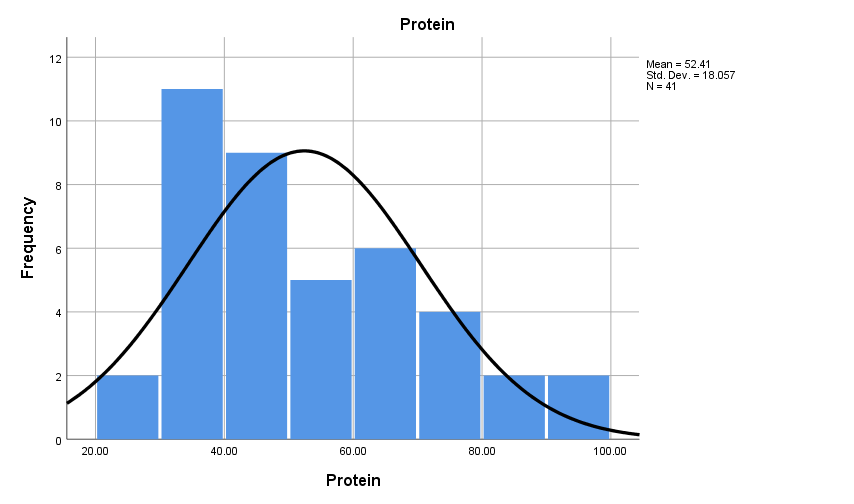 Protein
Mean = 52.41
Std. Dev. = 18.057
N = 41
12
10
8
6
4
2
0
Frequency
20.00 40.00 60.00 80.00 100.00
Protein